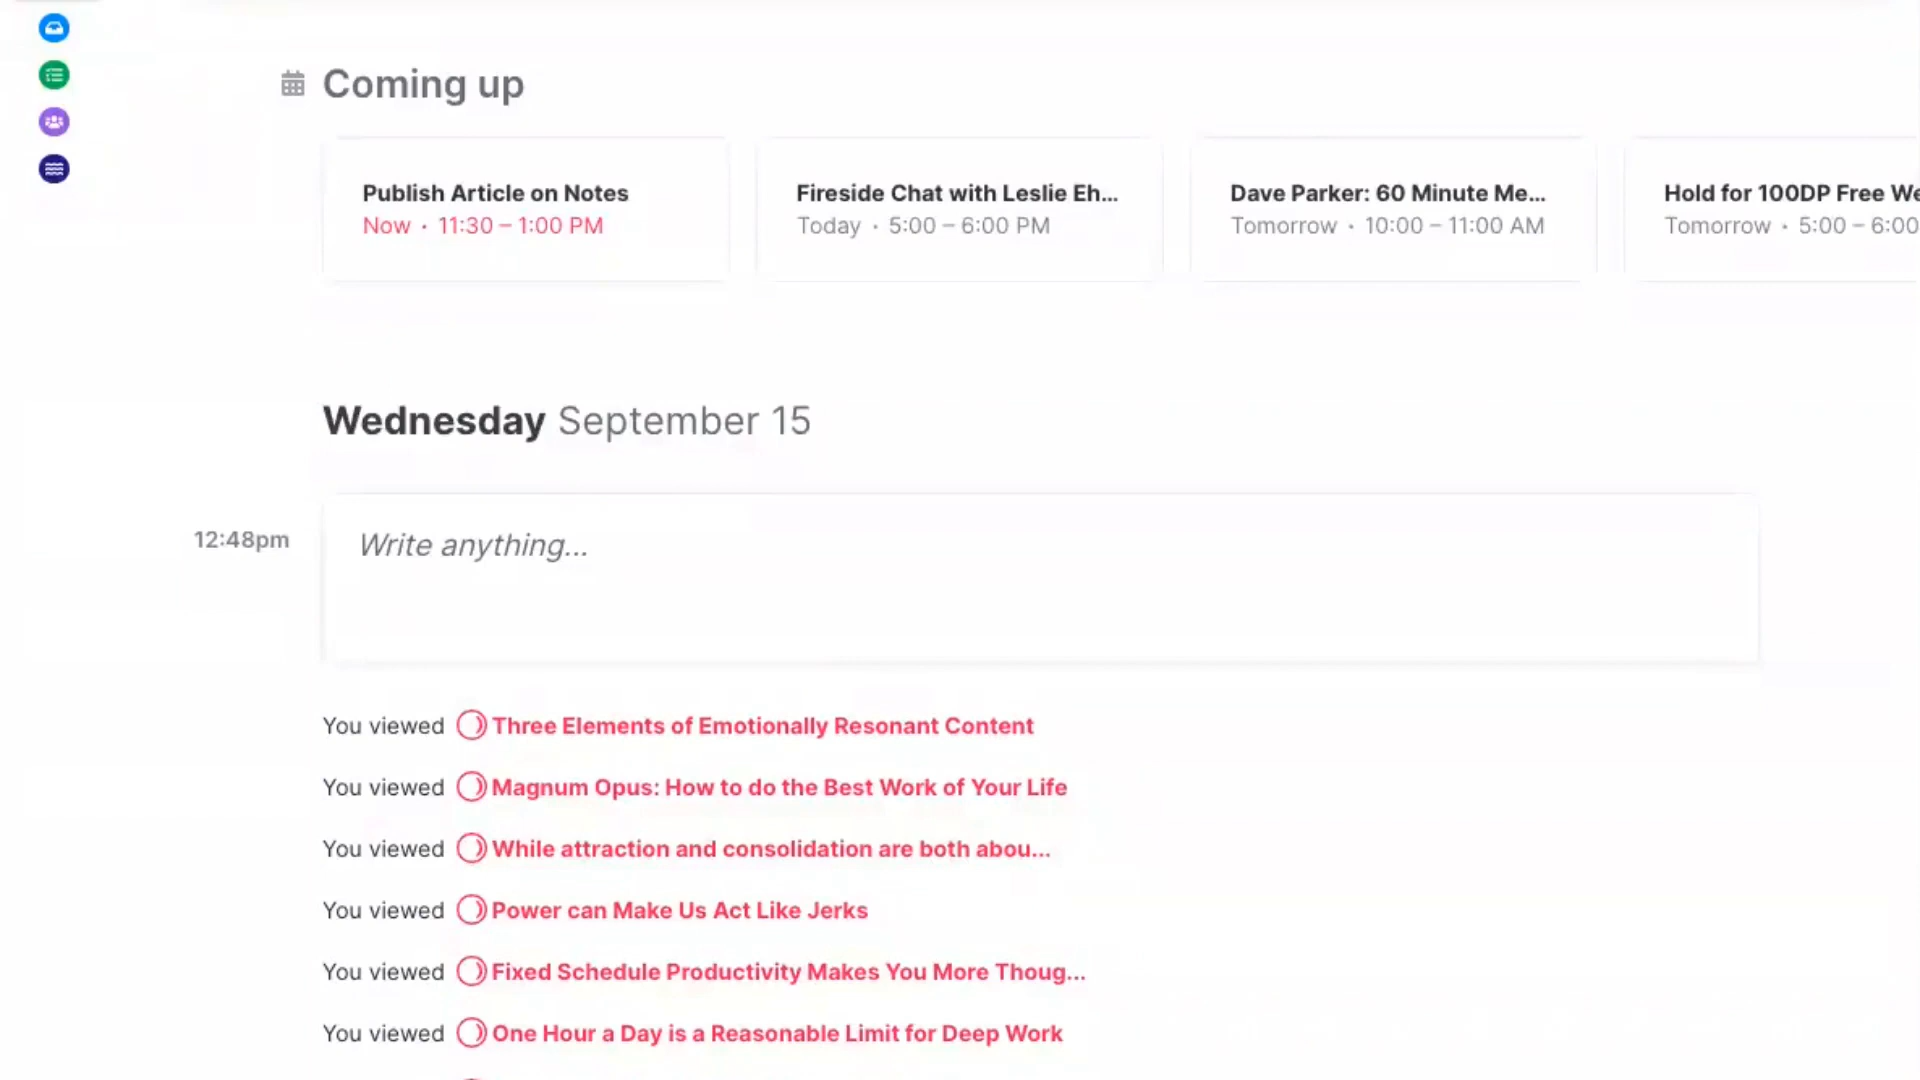 Coming up
Publish Article on Notes
Now · 11:30 – 1:00 PM
Fireside Chat with Leslie Eh...
Today · 5:00 – 6:00 PM
Dave Parker: 60 Minute Me...
Tomorrow · 10:00 – 11:00 AM
Hold for 100DP Free We
Tomorrow · 5:00 – 6:00
Wednesday September 15
12:48pm
Write anything...
You viewed Three Elements of Emotionally Resonant Content
You viewed Magnum Opus: How to do the Best Work of Your Life
You viewed While attraction and consolidation are both abou...
You viewed Power can Make Us Act Like Jerks
You viewed Fixed Schedule Productivity Makes You More Thoug...
You viewed One Hour a Day is a Reasonable Limit for Deep Work